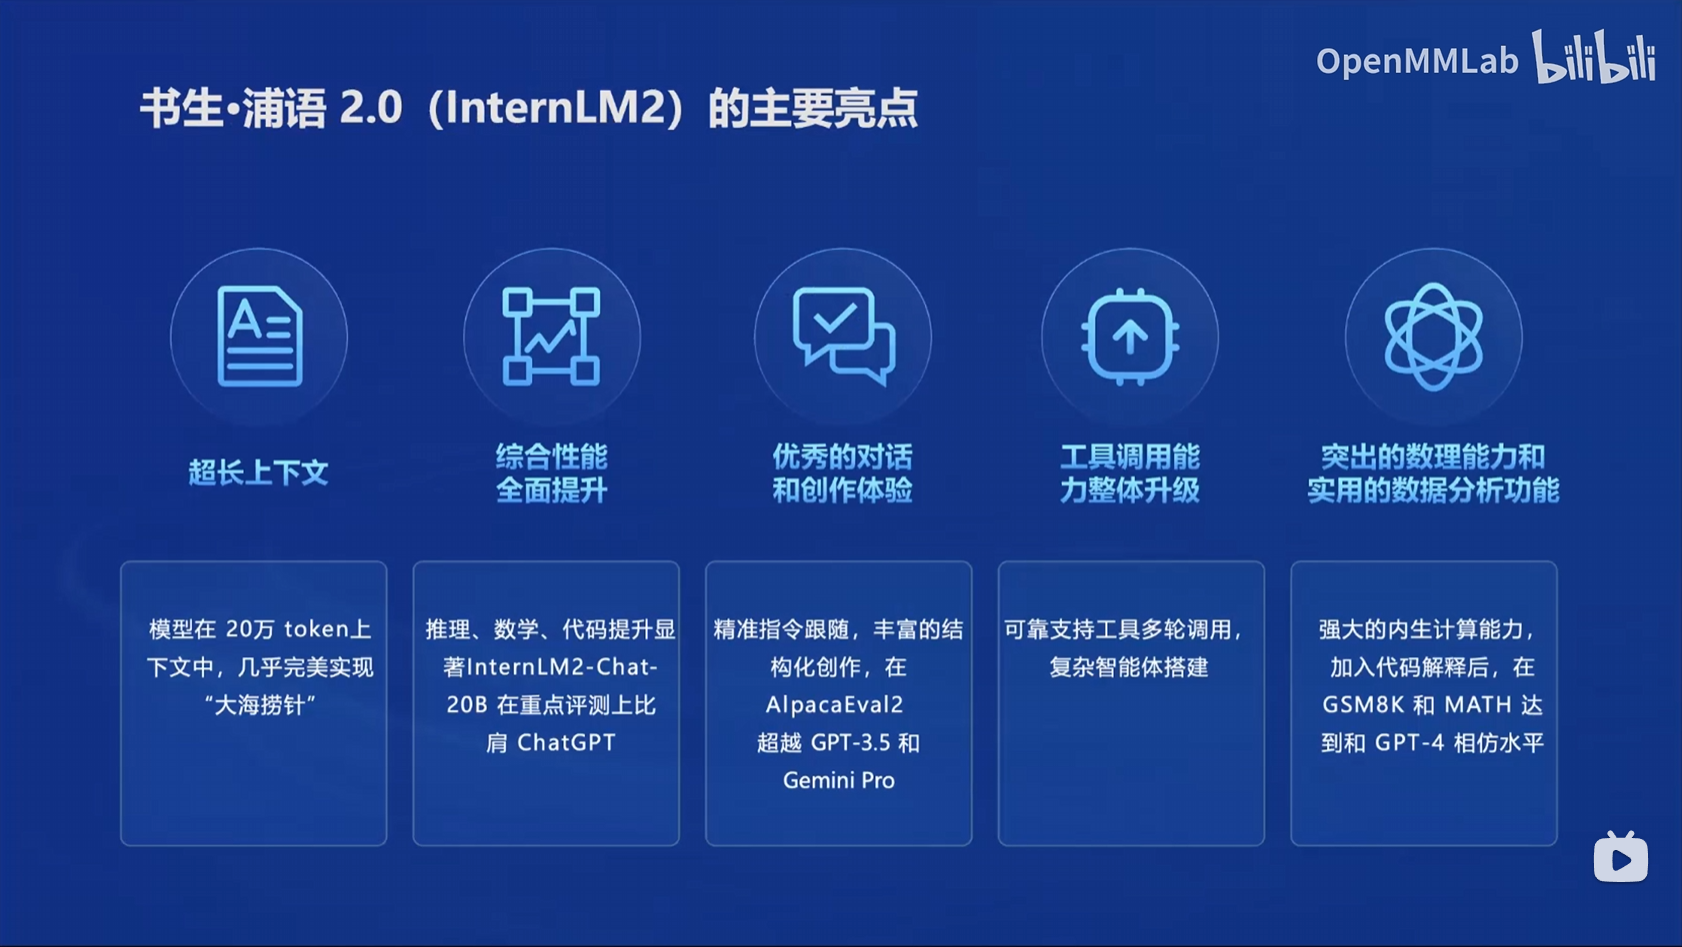 OpenMMLab bilibili
书生•浦语 2.0（InternLM2）的主要亮点
超长上下文
模型在 20万 token上
下文中，几乎完美实现
“大海捞针”
综合性能
全面提升
推理、数学、代码提升显
著InternLM2-Chat-
20B 在重点评测上比
肩 ChatGPT
优秀的对话
和创作体验
精准指令跟随，丰富的结
构化创作，在
AlpacaEval2
超越 GPT-3.5 和
Gemini Pro
工具调用能
力整体升级
可靠支持工具多轮调用，
复杂智能体搭建
突出的数理能力和
实用的数据分析功能
强大的内生计算能力，
加入代码解释后，在
GSM8K 和 MATH 达
到和 GPT-4 相仿水平